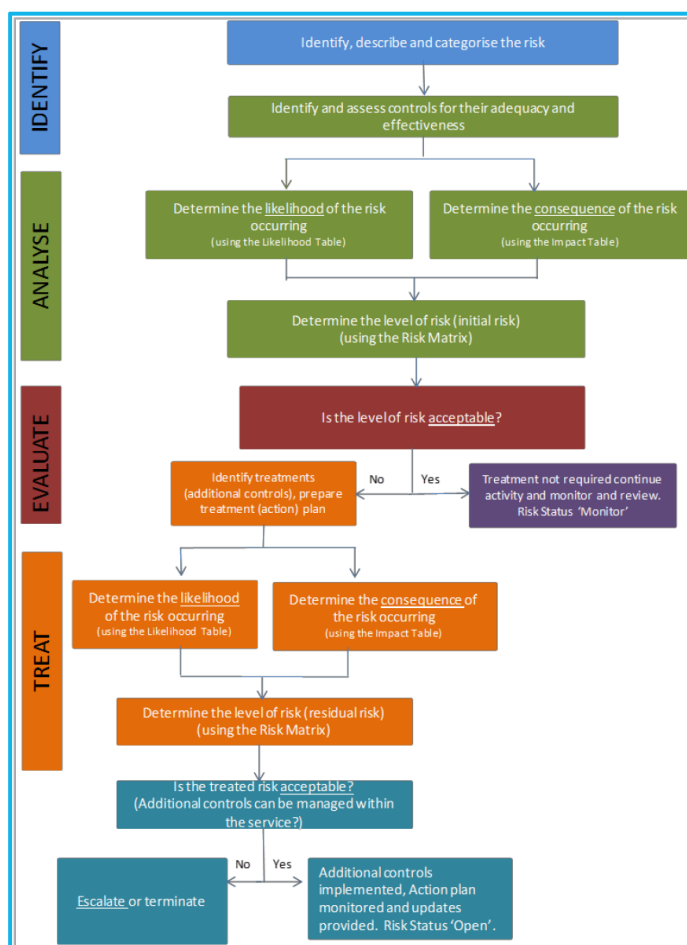 IDENTIFY
Identify, describe and categorise the risk
Identify and assess controls for their adequacy and
effectiveness
ANALYSE
Determine the likelihood of the risk
occurring
(using the Likelihood Table)
Determine the consequence of the risk
occurring
(using the Impact Table)
Determine the level of risk (initial risk)
(using the Risk Matrix)
EVALUATE
Is the level of risk acceptable?
No
Yes
Identify treatments
(additional controls), prepare
treatment (action) plan
Treatment not required continue
activity and monitor and review.
Risk Status ‘Monitor’
TREAT
Determine the likelihood
of the risk occurring
(using the Likelihood Table)
Determine the consequence of
the risk occurring
(using the Impact Table)
Determine the level of risk (residual risk)
(using the Risk Matrix)
Is the treated risk acceptable?
(Additional controls can be managed within
the service?)
No
Yes
Escalate or terminate
Additional controls
implemented, Action plan
monitored and updates
provided. Risk Status ‘Open’.